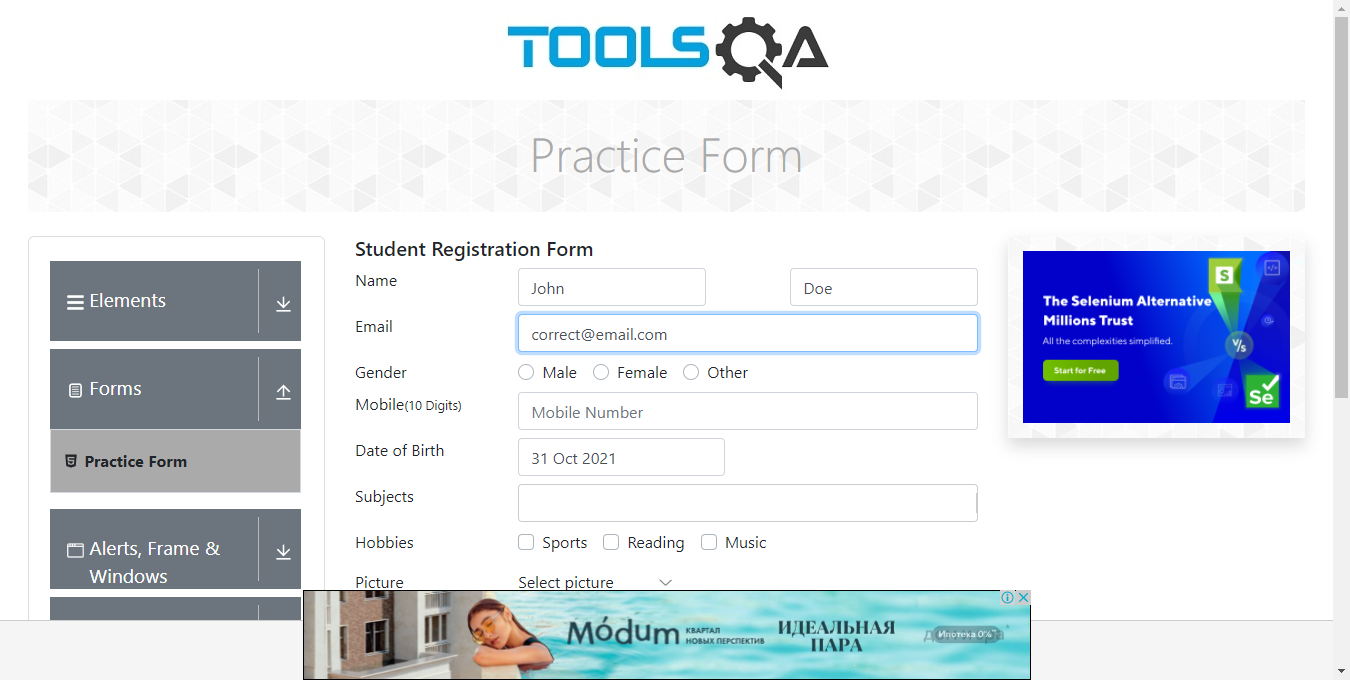 TOOLSQA
Practice Form
Elements
Forms
Practice Form
Alerts, Frame &
Windows
Student Registration Form
Name
John
Doe
Email
correct@email.com
Gender
Male
Female
Other
Mobile(10 Digits)
Mobile Number
Date of Birth
31 Oct 2021
Subjects
Hobbies
Sports
Reading
Music
Picture
Select picture
The Selenium Alternative
Millions Trust
All the complexities simplified.
Start for Free
S
V/s
Se
Mödum
КВАРТАЛ
НОВЫХ ПЕРСПЕКТИВ
ИДЕАЛЬНАЯ
ПАРА
Ипотека 0%